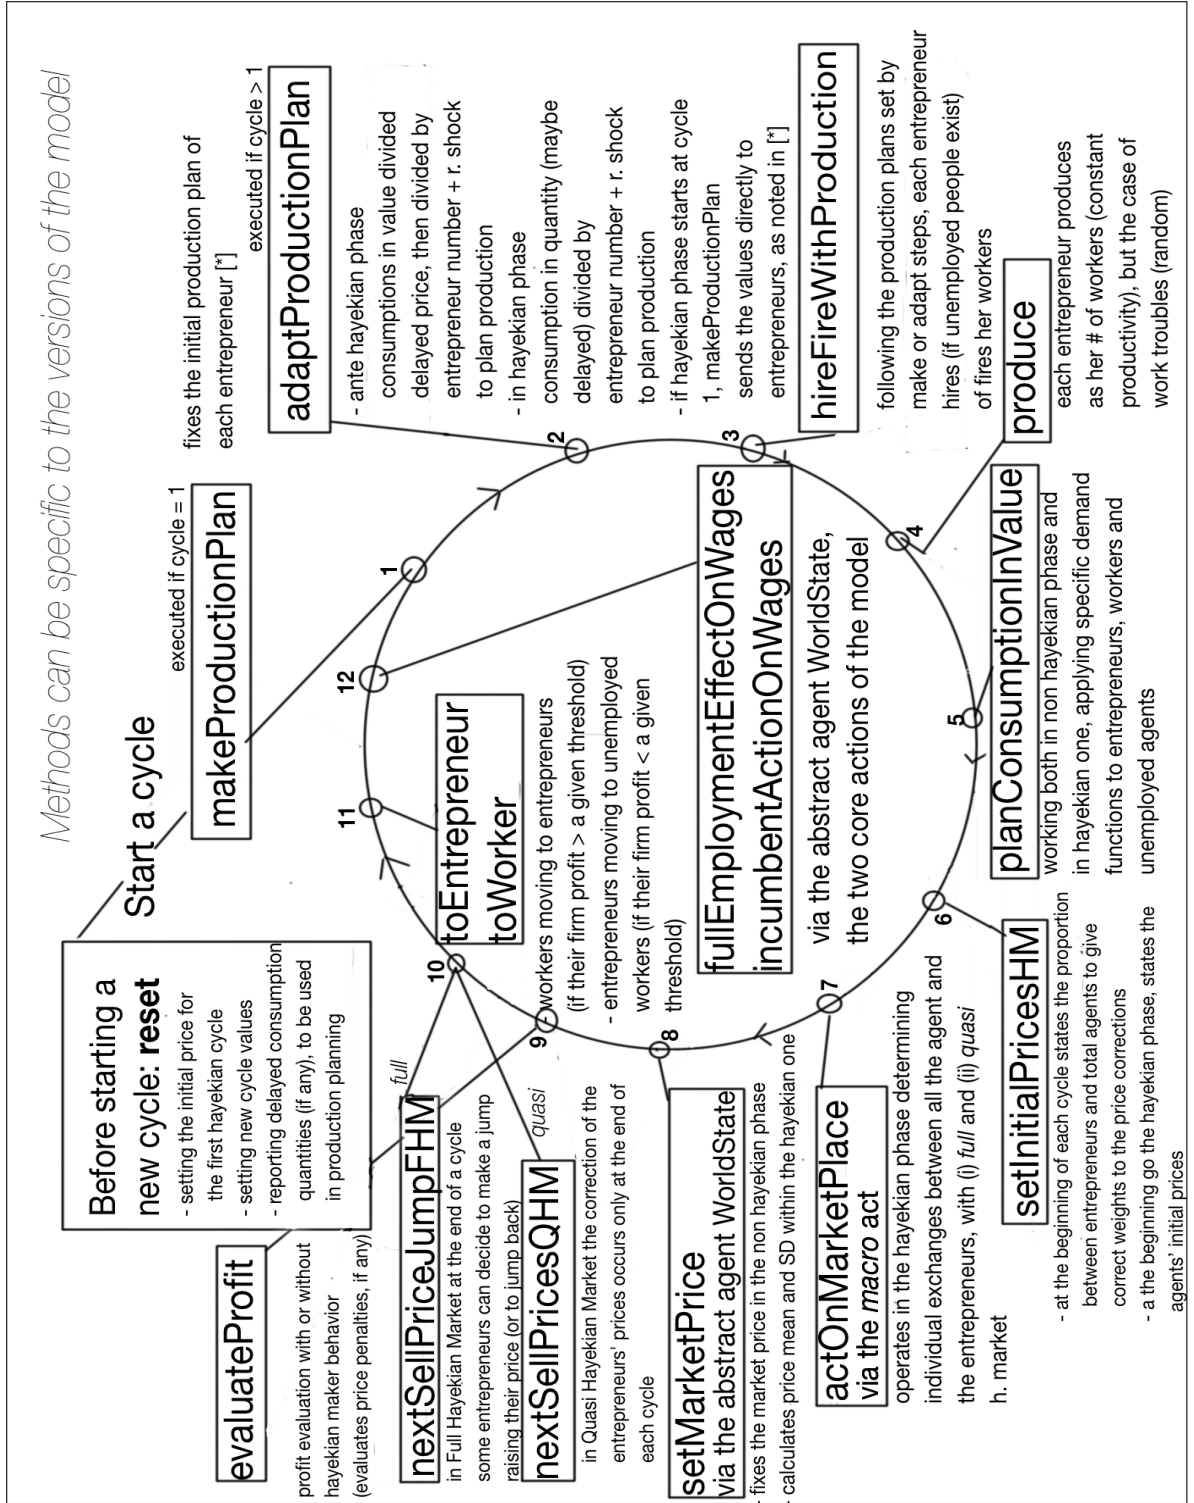 Methods can be specific to the versions of the model
Before starting a
new cycle: reset
- setting the initial price for
the first hayekian cycle
- setting new cycle values
- reporting delayed consumption
quantities (if any), to be used
in production planning
Start a cycle
executed if cycle = 1
makeProductionPlan
fixes the initial production plan of
each entrepreneur [*]
executed if cycle > 1
adaptProductionPlan
- ante hayekian phase
consumptions in value divided
delayed price, then divided by
entrepreneur number + r. shock
to plan production
- in hayekian phase
consumption in quantity (maybe
delayed) divided by
entrepreneur number + r. shock
to plan production
- if hayekian phase starts at cycle
1, makeProductionPlan
sends the values directly to
entrepreneurs, as noted in [*]
hireFireWithProduction
following the production plans set by
make or adapt steps, each entrepreneur
hires (if unemployed people exist)
of fires her workers
produce
each entrepreneur produces
as her # of workers (constant
productivity), but the case of
work troubles (random)
planConsumptionInValue
working both in non hayekian phase and
in hayekian one, applying specific demand
functions to entrepreneurs, workers and
unemployed agents
setInitialPricesHM
- at the beginning of each cycle states the proportion
between entrepreneurs and total agents to give
correct weights to the price corrections
- a the beginning go the hayekian phase, states the
agents' initial prices
actOnMarketPlace
via the macro act
operates in the hayekian phase determining
individual exchanges between all the agent and
the entrepreneurs, with (i) full and (ii) quasi
h. market
setMarketPrice
via the abstract agent WorldState
- fixes the market price in the non hayekian phase
- calculates price mean and SD within the hayekian one
evaluateProfit
profit evaluation with or without
hayekian maker behavior
(evaluates price penalties, if any)
full
nextSellPriceJumpFHM
in Full Hayekian Market at the end of a cycle
some entrepreneurs can decide to make a jump
raising their price (or to jump back)
quasi
nextSellPricesQHM
in Quasi Hayekian Market the correction of the
entrepreneurs' prices occurs only at the end of
each cycle
toEntrepreneur
toWorker
- workers moving to entrepreneurs
(if their firm profit > a given threshold)
- entrepreneurs moving to unemployed
workers (if their firm profit < a given
threshold)
fullEmploymentEffectOnWages
incumbentActionOnWages
via the abstract agent WorldState,
the two core actions of the model
1
2
3
4
5
6
7
8
9
10
11
12